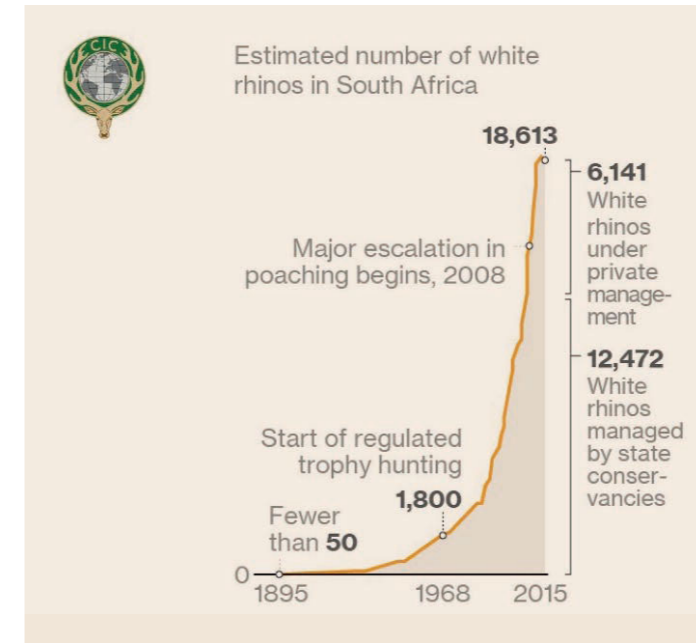 CIC
Estimated number of white
rhinos in South Africa
18,613
6,141
White
rhinos
under
private
manage-
ment
Major escalation in
poaching begins, 2008
12,472
White
rhinos
managed
by state
conser-
vancies
Start of regulated
trophy hunting
1,800
Fewer
than 50
0
1895
1968
2015